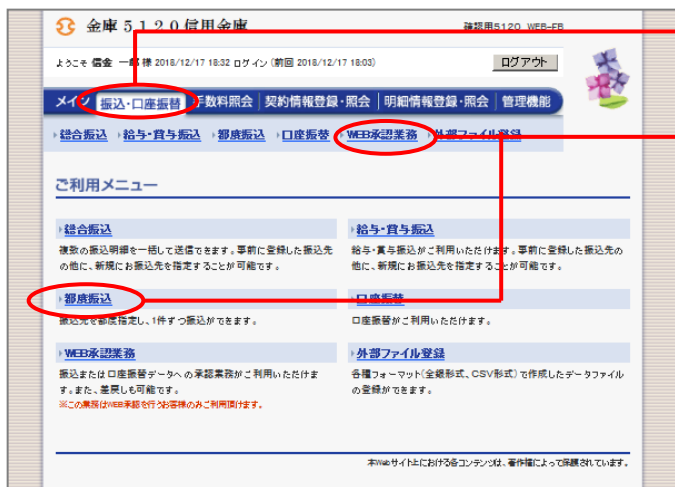 金庫５１２０信用金庫
確認用5120 WEB-FB
ようこそ 信金 一郎 様 2018/12/17 18:32 ログイン (前回 2018/12/17 18:03)
ログアウト
メイン 振込・口座振替 手数料照会 契約情報登録・照会 明細情報登録・照会 管理機能
総合振込 給与・賞与振込 都度振込 口座振替 WEB承認業務 外部ファイル登録
ご利用メニュー
総合振込
複数の振込明細を一括して送信できます。事前に登録した振込先
の他に、新規にお振込先を指定することが可能です。
給与・賞与振込
給与・賞与振込がご利用いただけます。事前に登録した振込先の
他に、新規にお振込先を指定することが可能です。
都度振込
振込先を都度指定し、1件ずつ振込ができます。
口座振替
口座振替がご利用いただけます。
WEB承認業務
振込または口座振替データへの承認業務がご利用いただけま
す。また、差戻しも可能です。
※この業務はWEB承認を行うお客様のみご利用頂けます。
外部ファイル登録
各種フォーマット(全銀形式、CSV形式)で作成したデータファイル
の登録ができます。
本Webサイト上における各コンテンツは、著作権によって保護されています。